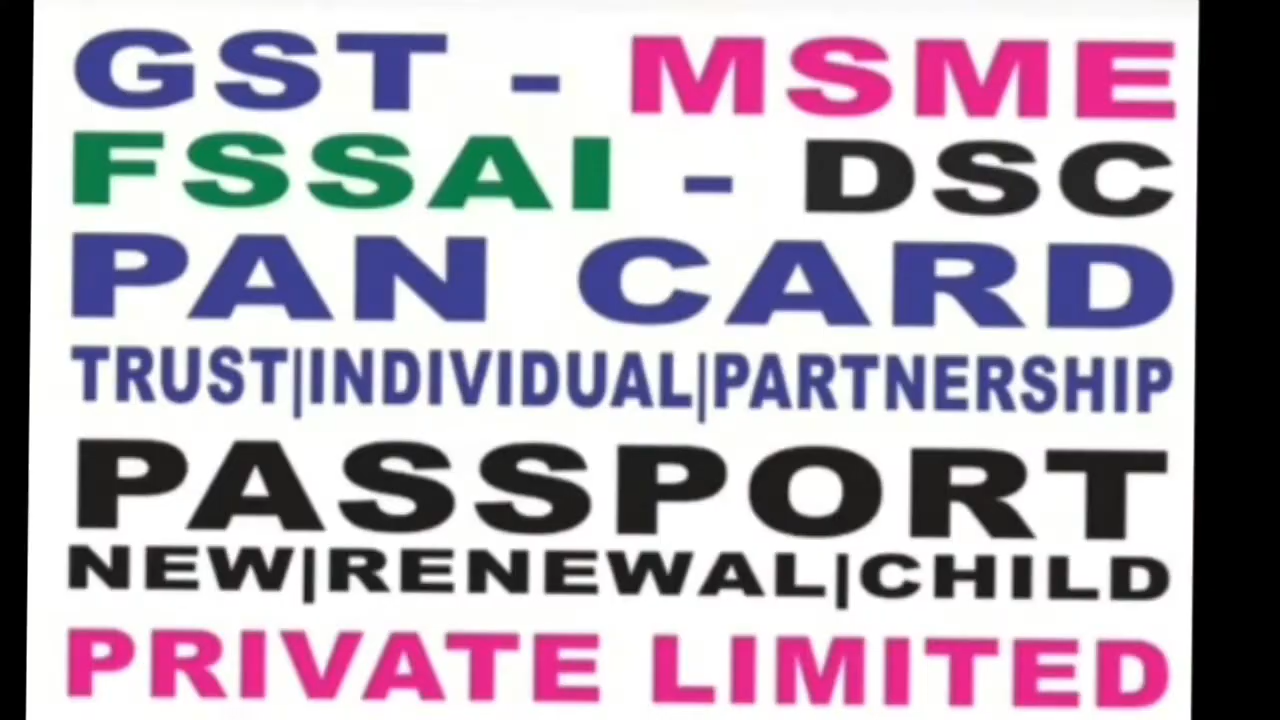 GST - MSME
FSSAI - DSC
PAN CARD
TRUST|INDIVIDUAL|PARTNERSHIP
PASSPORT
NEW|RENEWAL|CHILD
PRIVATE LIMITED